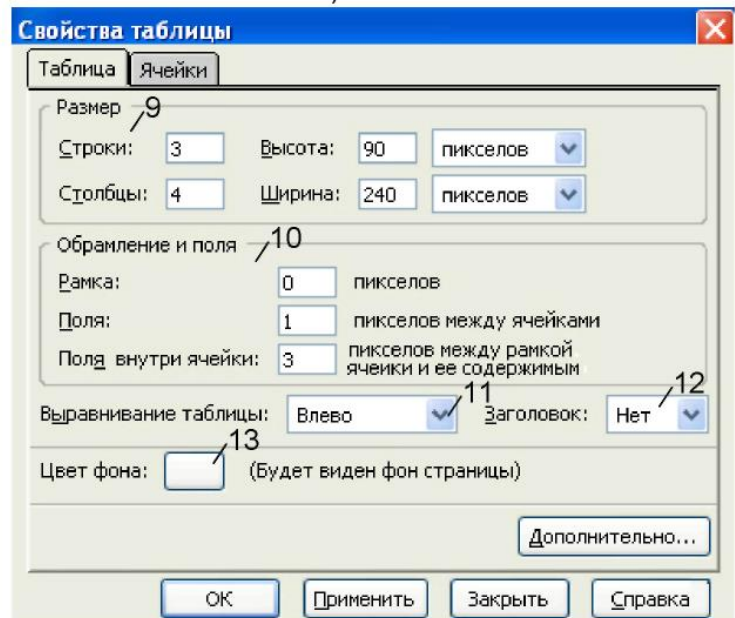 Свойства таблицы
Таблица Ячейки
Размер 9
Строки: 3 Высота: 90 пикселов
Столбцы: 4 Ширина: 240 пикселов
Обрамление и поля 10
Рамка: 0 пикселов
Поля: 1 пикселов между ячейками
Поля внутри ячейки: 3 пикселов между рамкой
ячейки и ее содержимым
11 12
Выравнивание таблицы: Влево Заголовок: Нет
13
Цвет фона: (Будет виден фон страницы)
Дополнительно...
ОК Применить Закрыть Справка